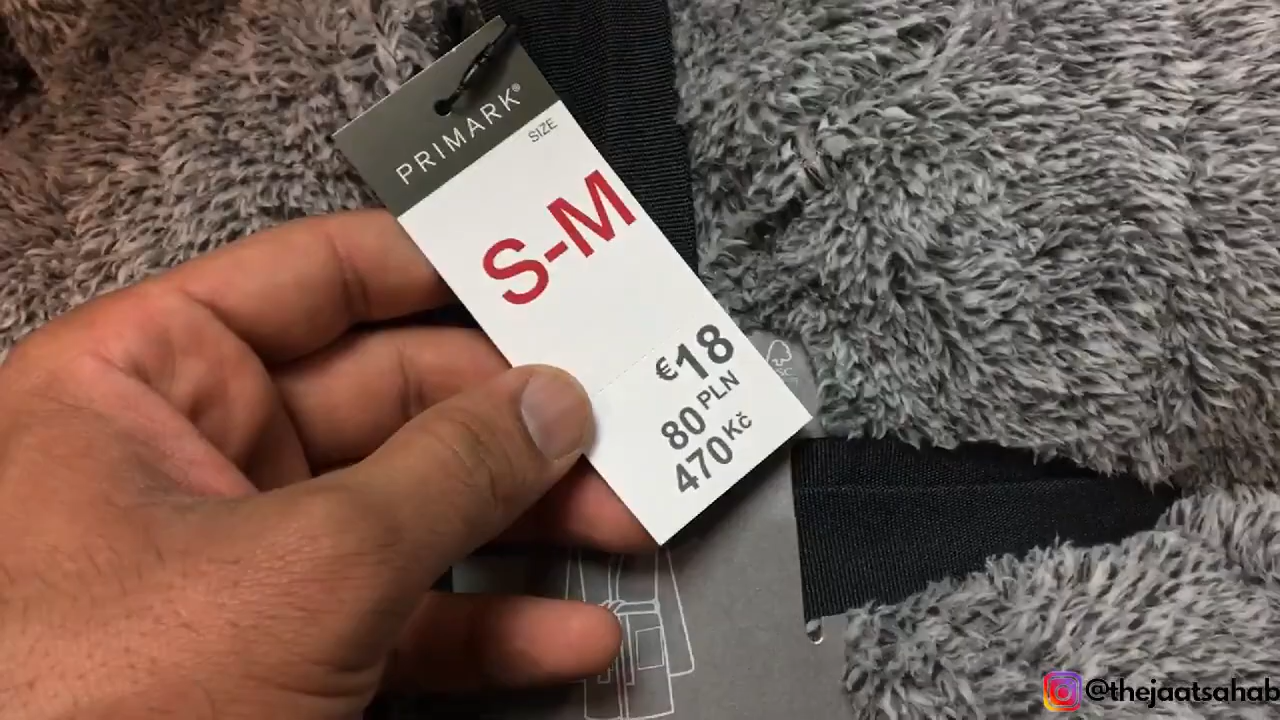 PRIMARK®
SIZE
S-M
€18
80 PLN
470 Kč
@thejaatsahab